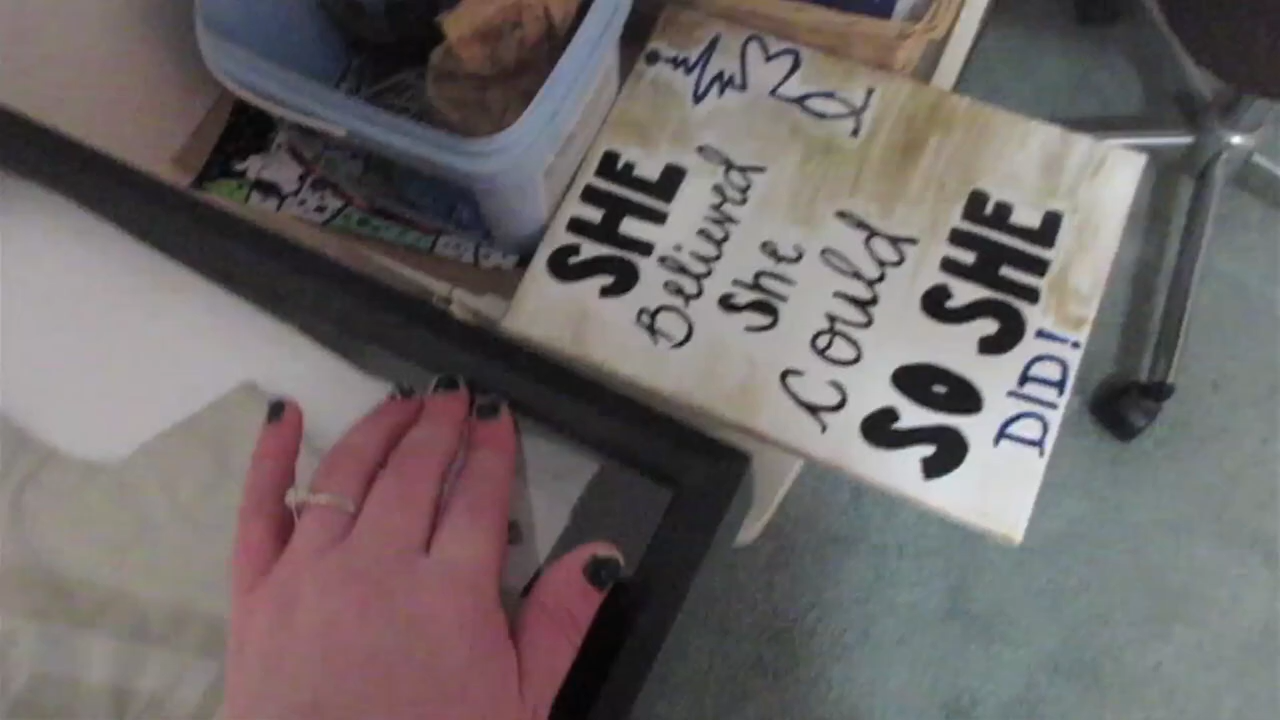 SHE
Believed
She
Could
SO SHE
DID!